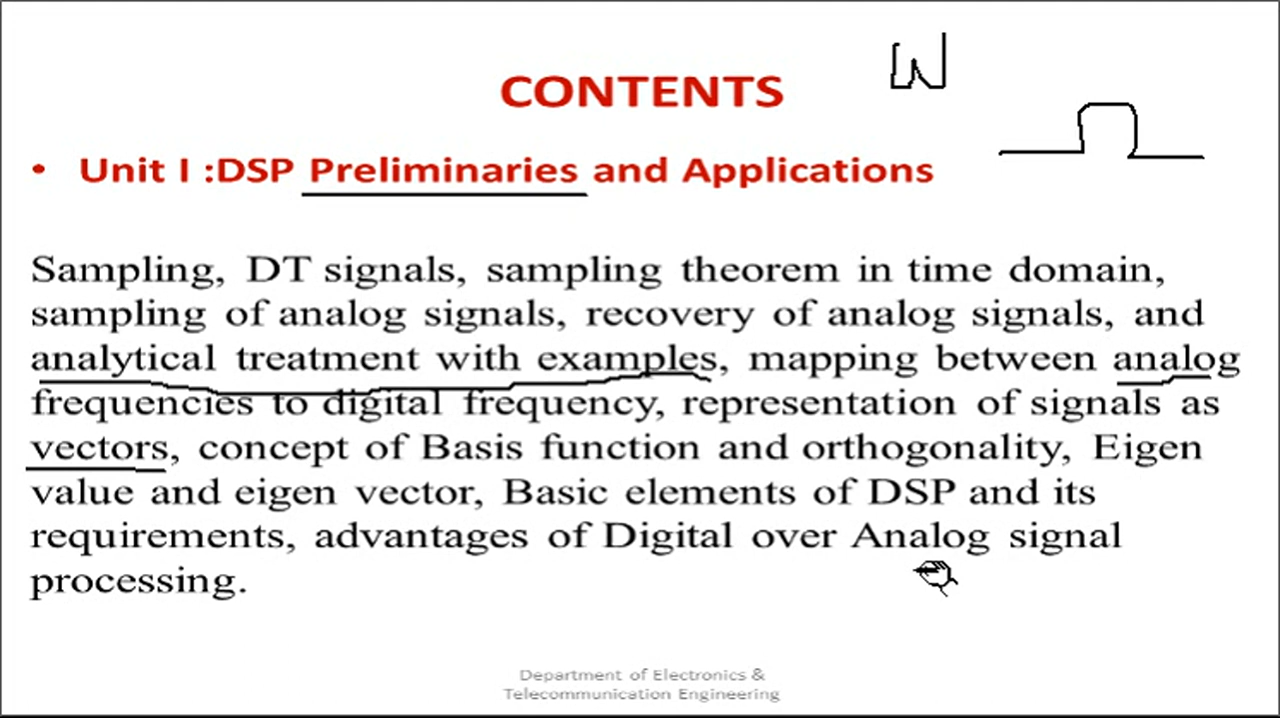 CONTENTS
• Unit I :DSP Preliminaries and Applications
Sampling, DT signals, sampling theorem in time domain,
sampling of analog signals, recovery of analog signals, and
analytical treatment with examples, mapping between analog
frequencies to digital frequency, representation of signals as
vectors, concept of Basis function and orthogonality, Eigen
value and eigen vector, Basic elements of DSP and its
requirements, advantages of Digital over Analog signal
processing.
Department of Electronics &
Telecommunication Engineering